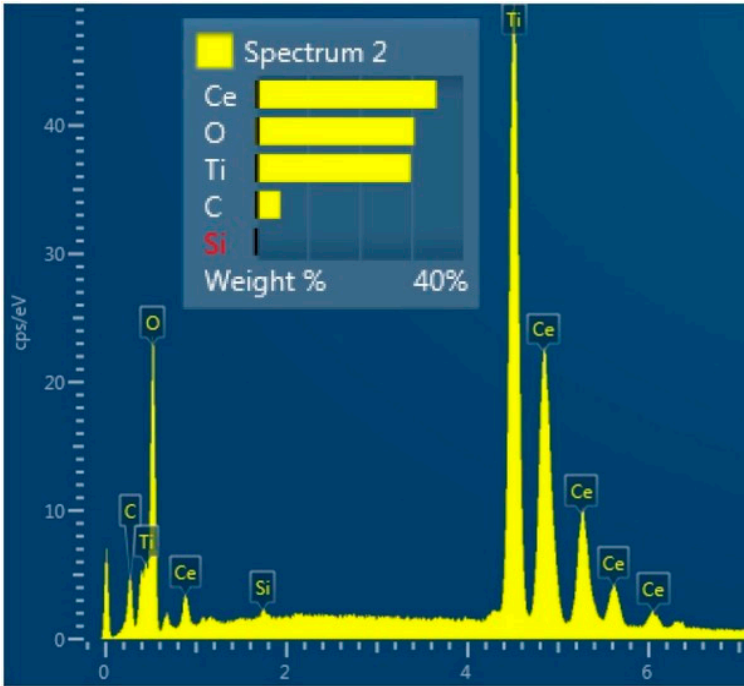 Ti
Spectrum 2
Ce
O
Ti
C
Si
Weight % 40%
40
30
20
10
0
cps/eV
O
Ce
C
Ti
Ce
Si
Ce
Ce
Ce
0 2 4 6